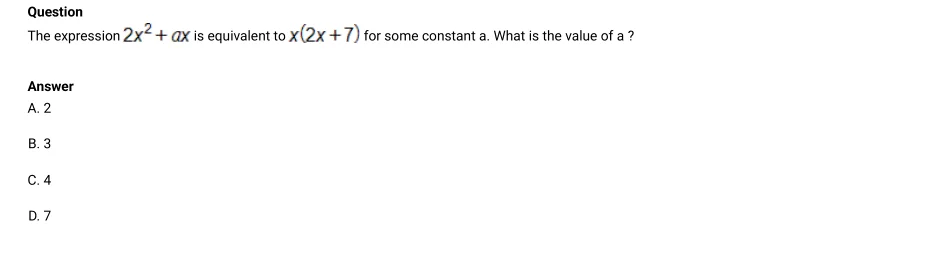 Question
The expression 2x² + ax is equivalent to x(2x+7) for some constant a. What is the value of a ?
Answer
A. 2
B. 3
C. 4
D. 7